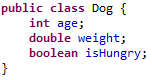 public class Dog {
    int age;
    double weight;
    boolean isHungry;
}